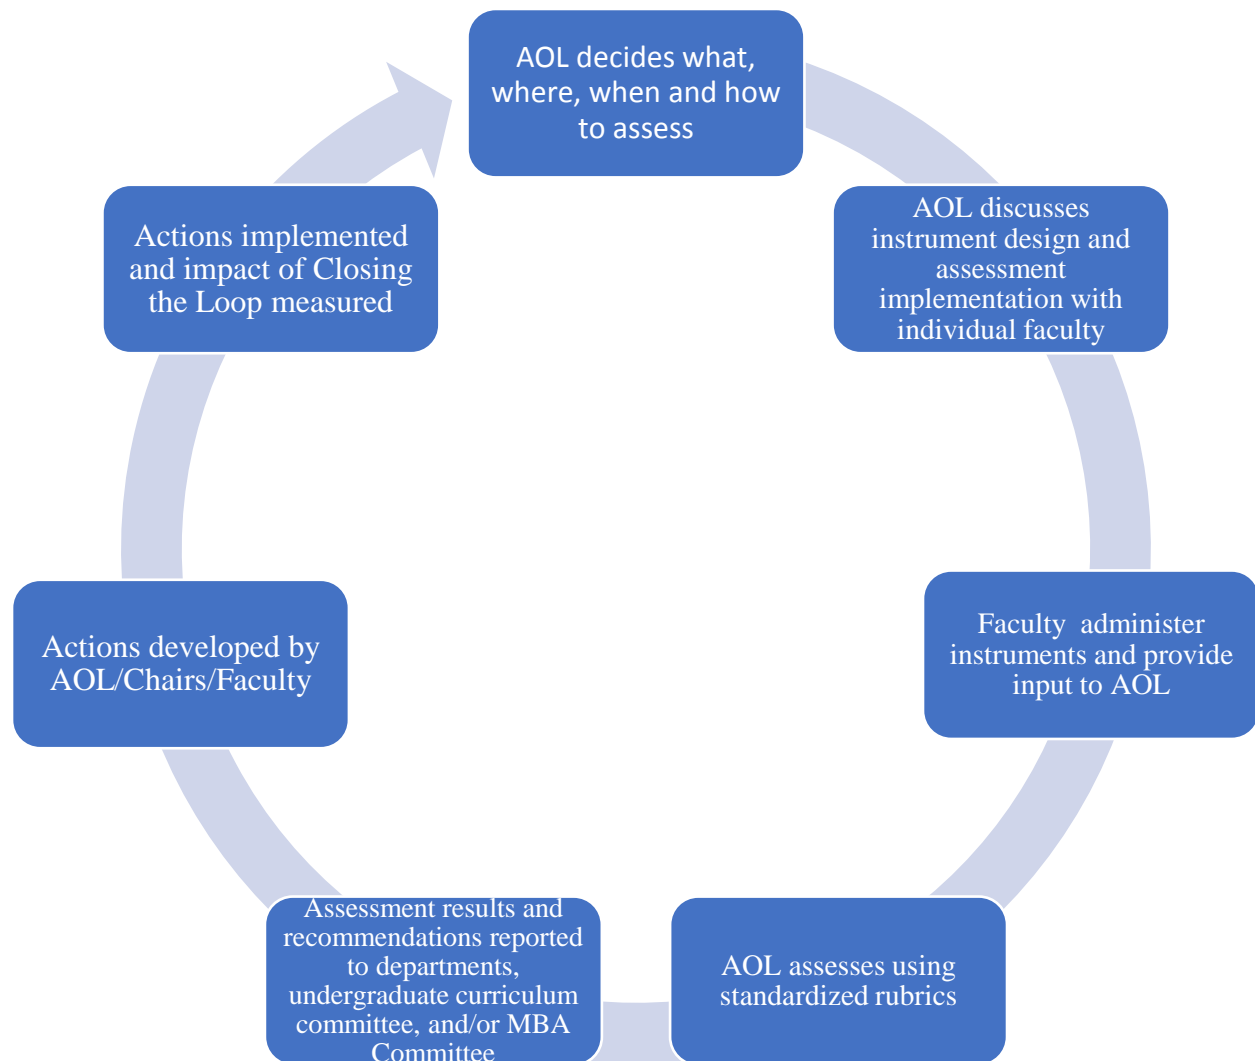 AOL decides what,
where, when and how
to assess
AOL discusses
instrument design and
assessment
implementation with
individual faculty
Faculty  administer
instruments and provide
input to AOL
AOL assesses using
standardized rubrics
Assessment results and
recommendations reported
to departments,
undergraduate curriculum
committee, and/or MBA
Committee
Actions developed by
AOL/Chairs/Faculty
Actions implemented
and impact of Closing
the Loop measured